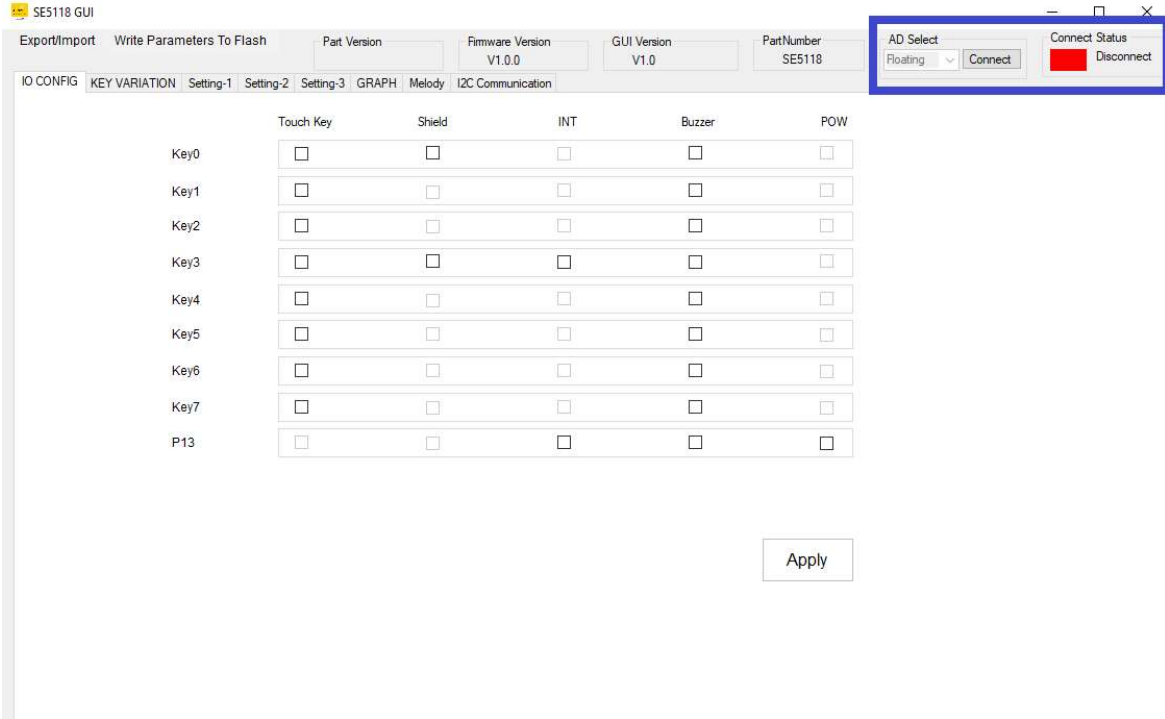 SE5118 GUI
Export/Import Write Parameters To Flash
Part Version
Firmware Version
V1.0.0
GUI Version
V1.0
PartNumber
SE5118
AD Select
Floating Connect
Connect Status
Disconnect
IO CONFIG KEY VARIATION Setting-1 Setting-2 Setting-3 GRAPH Melody I2C Communication
Touch Key Shield INT Buzzer POW
Key0
Key1
Key2
Key3
Key4
Key5
Key6
Key7
P13
Apply